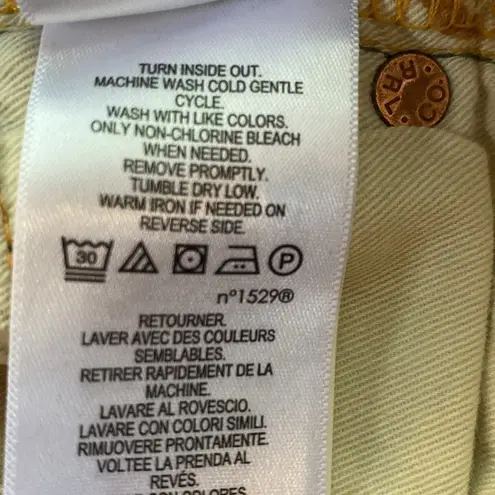 TURN INSIDE OUT.
MACHINE WASH COLD GENTLE
CYCLE.
WASH WITH LIKE COLORS.
ONLY NON-CHLORINE BLEACH
WHEN NEEDED.
REMOVE PROMPTLY.
TUMBLE DRY LOW.
WARM IRON IF NEEDED ON
REVERSE SIDE.
30 P
nº1529®
RETOURNER.
LAVER AVEC DES COULEURS
SEMBLABLES.
RETIRER RAPIDEMENT DE LA
MACHINE.
LAVARE AL ROVESCIO.
LAVARE CON COLORI SIMILI.
RIMUOVERE PRONTAMENTE.
VOLTEE LA PRENDA AL
REVÉS.
CO.